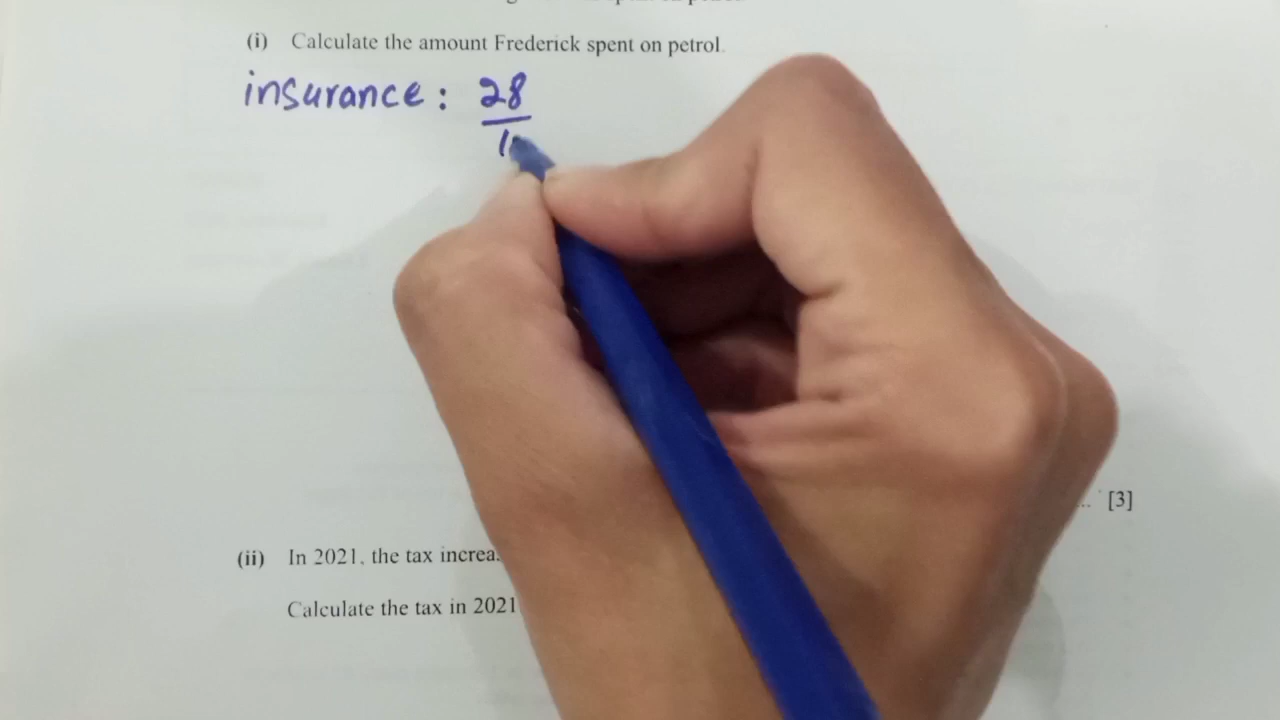 (i) Calculate the amount Frederick spent on petrol.
insurance : 28
[3]
(ii) In 2021, the tax
Calculate the tax in 2021